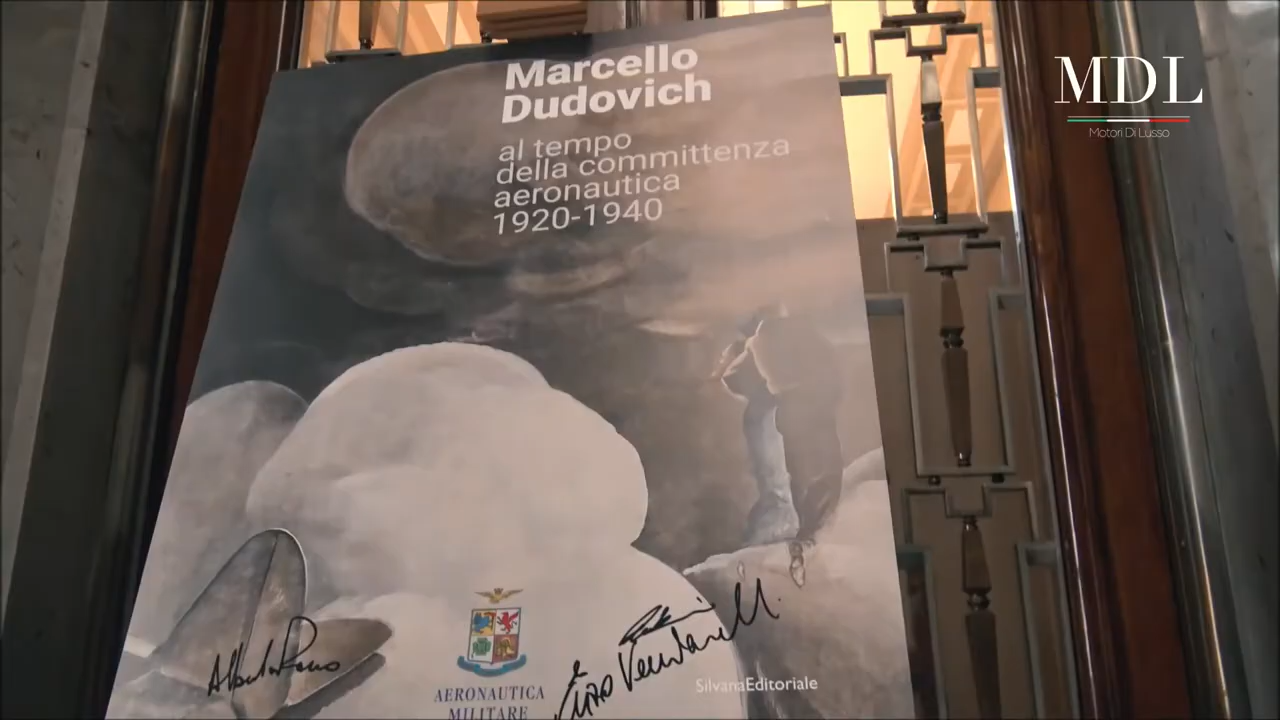 Marcello
Dudovich
al tempo
della committenza
aeronautica
1920-1940
MDL
Motori Di Lusso
AERONAUTICA
MILITARE
SilvanaEditoriale